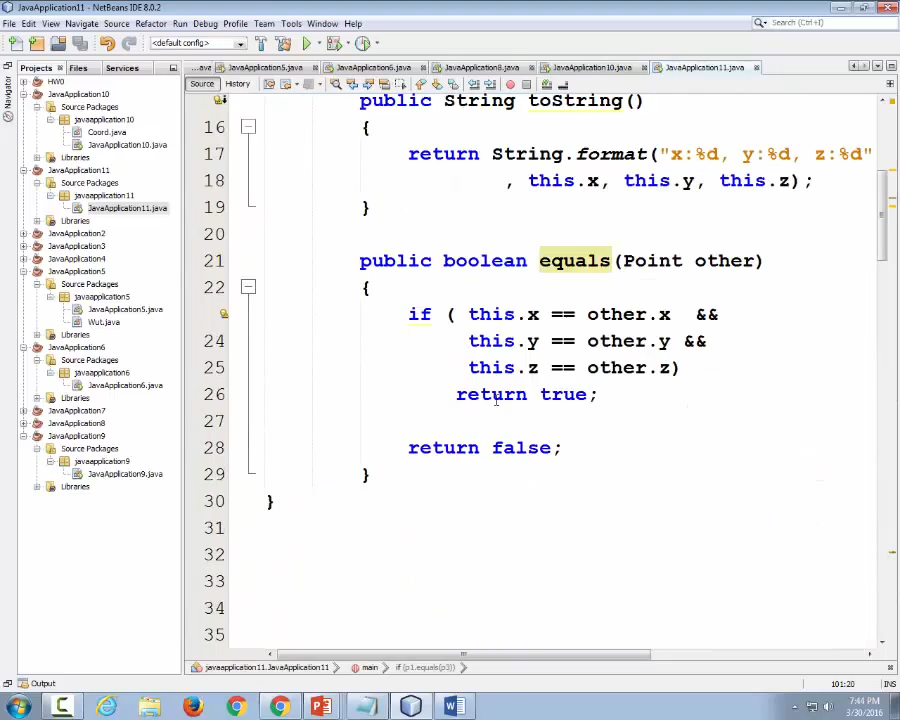 JavaApplication11 - NetBeans IDE 8.0.2
File Edit View Navigate Source Refactor Run Debug Profile Team Tools Window Help
Search (Ctrl+I)
<default config>
Projects Files Services
...ava JavaApplication5.java JavaApplication6.java JavaApplication8.java JavaApplication10.java JavaApplication11.java
Source History
Navigator
HW0
JavaApplication10
Source Packages
javaapplication10
Coord.java
JavaApplication10.java
Libraries
JavaApplication11
Source Packages
javaapplication11
JavaApplication11.java
Libraries
JavaApplication2
JavaApplication3
JavaApplication4
JavaApplication5
Source Packages
javaapplication5
JavaApplication5.java
Wut.java
Libraries
JavaApplication6
Source Packages
javaapplication6
JavaApplication6.java
Libraries
JavaApplication7
JavaApplication8
JavaApplication9
Source Packages
javaapplication9
JavaApplication9.java
Libraries
public String toString()
16 {
17 return String.format("x:%d, y:%d, z:%d"
18 , this.x, this.y, this.z);
19 }
20
21 public boolean equals(Point other)
22 {
if ( this.x == other.x &&
24 this.y == other.y &&
25 this.z == other.z)
26 return true;
27
28 return false;
29 }
30 }
31
32
33
34
35
javaapplication11.JavaApplication11 main if (p1.equals(p3))
Output
101:20 INS
7:44 PM
3/30/2016